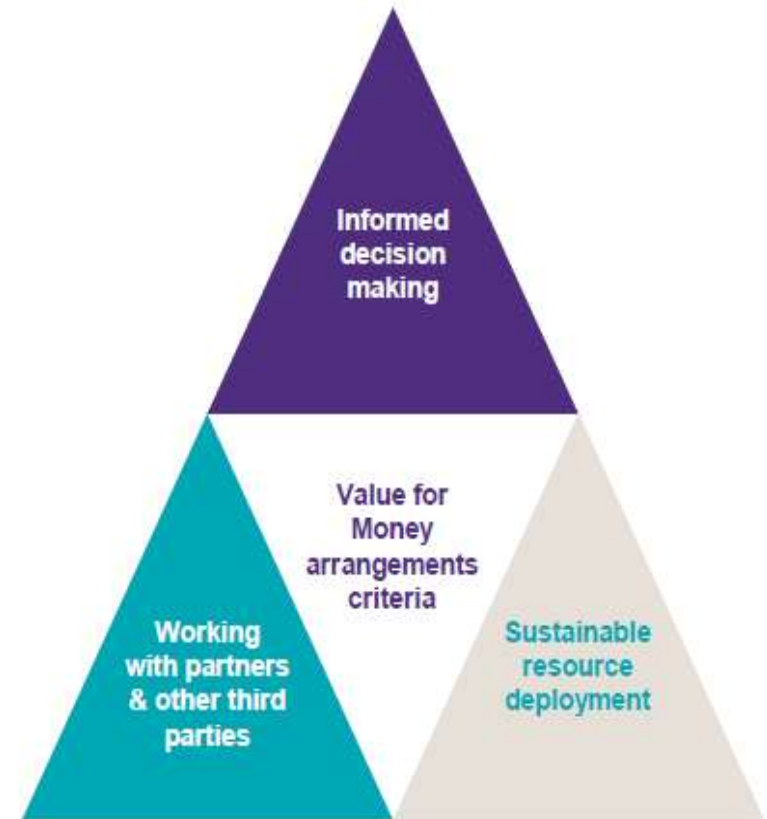 Informed
decision
making
Value for
Money
arrangements
criteria
Working
with partners
& other third
parties
Sustainable
resource
deployment